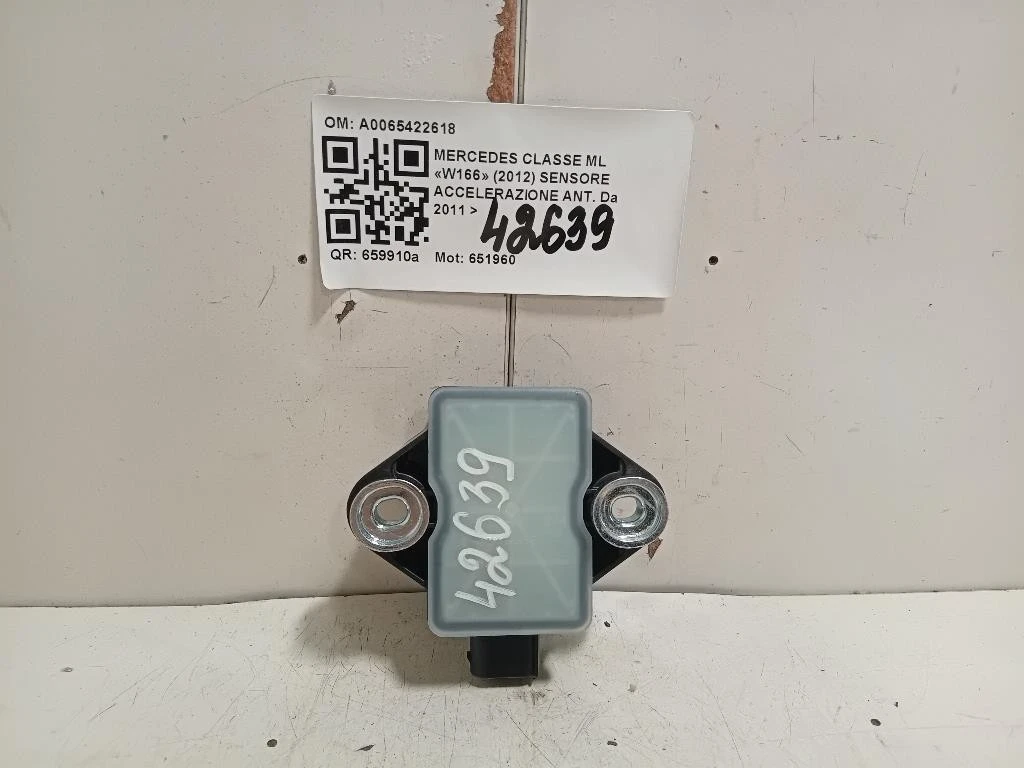 OM: A0065422618
MERCEDES CLASSE ML
«W166» (2012) SENSORE
ACCELERAZIONE ANT. Da
2011 >
42639
QR: 659910a Mot: 651960
42639